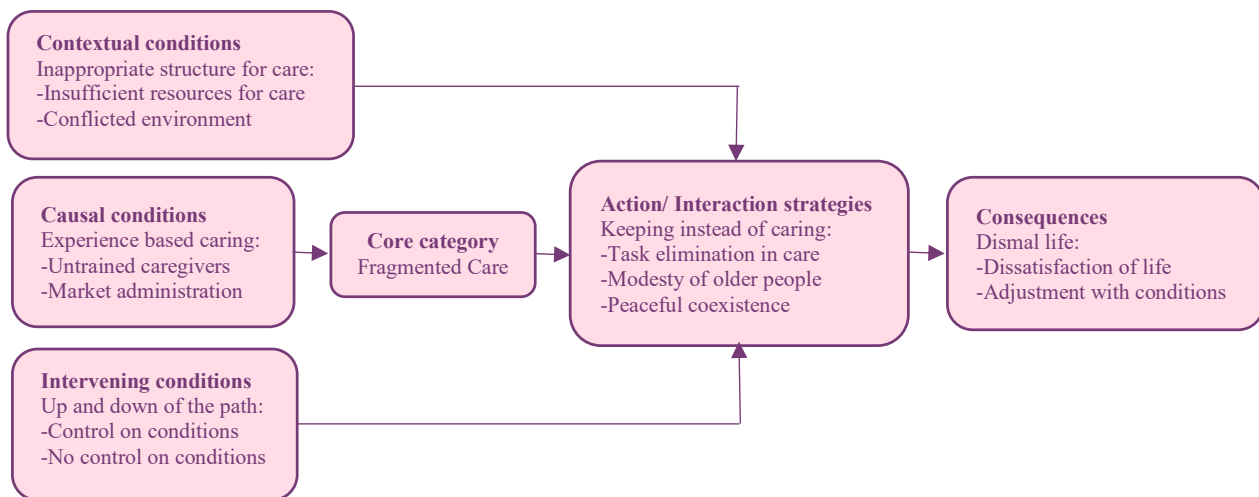 Contextual conditions
Inappropriate structure for care:
-Insufficient resources for care
-Conflicted environment
Causal conditions
Experience based caring:
-Untrained caregivers
-Market administration
Core category
Fragmented Care
Action/ Interaction strategies
Keeping instead of caring:
-Task elimination in care
-Modesty of older people
-Peaceful coexistence
Consequences
Dismal life:
-Dissatisfaction of life
-Adjustment with conditions
Intervening conditions
Up and down of the path:
-Control on conditions
-No control on conditions